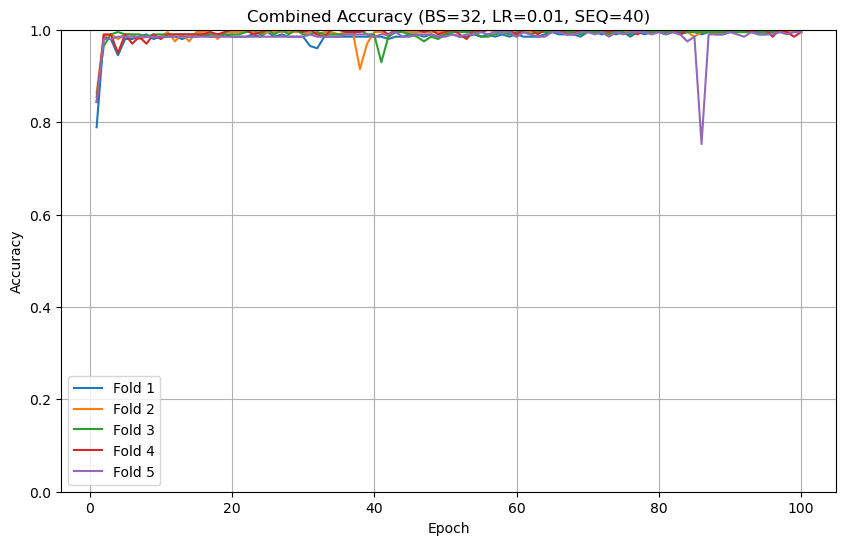 Combined Accuracy (BS=32, LR=0.01, SEQ=40)
1.0
0.8
0.6
0.4
0.2
0.0
Accuracy
Fold 1
Fold 2
Fold 3
Fold 4
Fold 5
0 20 40 60 80 100
Epoch